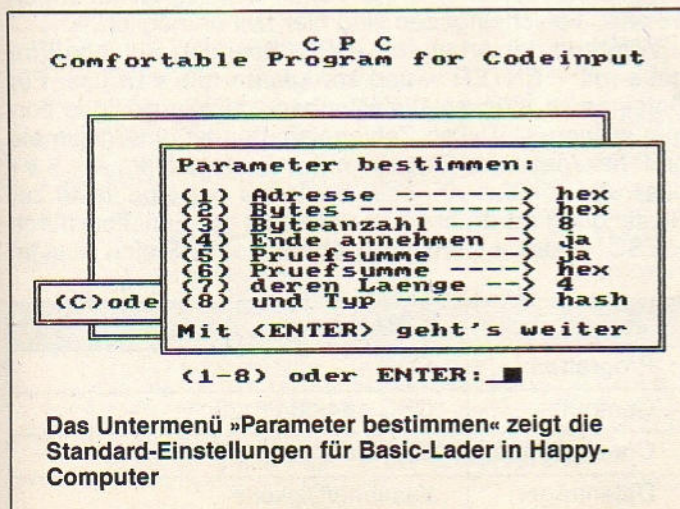 C P C
Comfortable Program for Codeinput
Parameter bestimmen:
(1) Adresse --------> hex
(2) Bytes ----------> hex
(3) Byteanzahl -----> 8
(4) Ende annehmen --> ja
(5) Pruefsumme -----> ja
(6) Pruefsumme -----> hex
(7) deren Laenge --> 4
(8) und Typ ------> hash
(C)ode
Mit <ENTER> geht's weiter
(1-8) oder ENTER:_
Das Untermenü »Parameter bestimmen« zeigt die
Standard-Einstellungen für Basic-Lader in Happy-
Computer